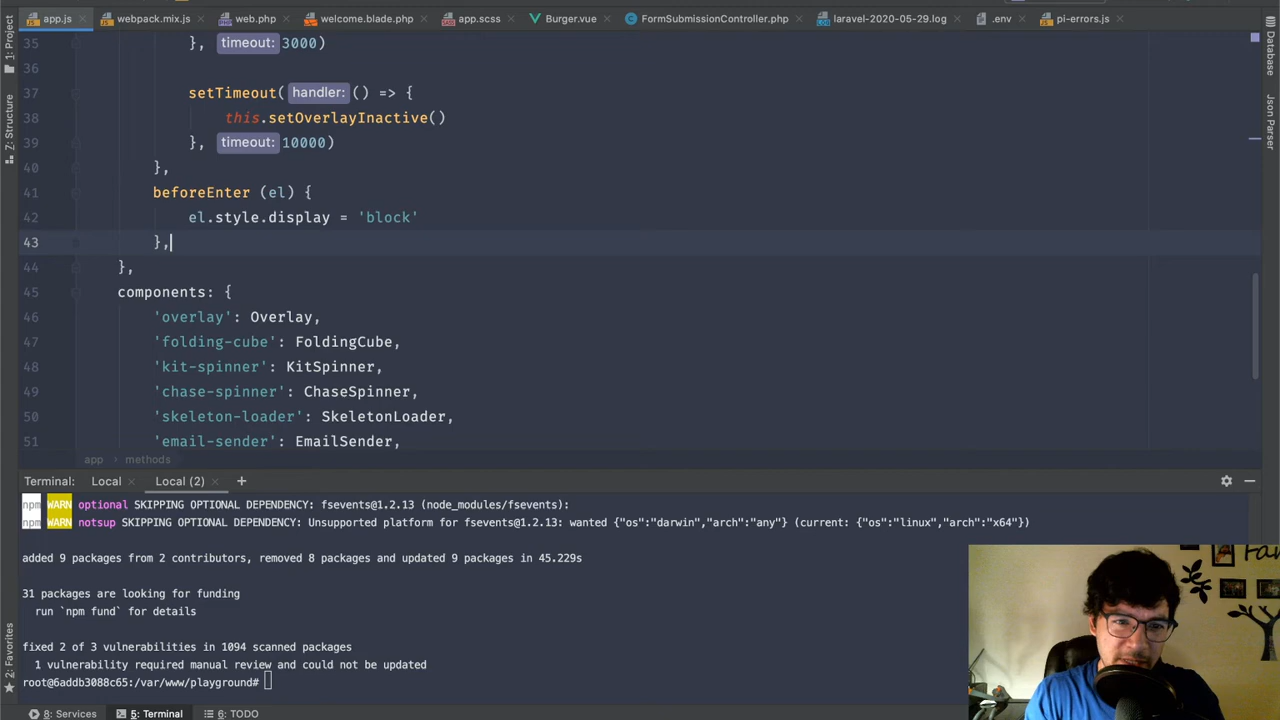 app.js
webpack.mix.js
web.php
welcome.blade.php
app.scss
Burger.vue
FormSubmissionController.php
laravel-2020-05-29.log
.env
pi-errors.js
1: Project
7: Structure
2: Favorites
Database
Json Parser
35 }, timeout: 3000)
36
37 setTimeout( handler: () => {
38 this.setOverlayInactive()
39 }, timeout: 10000)
40 },
41 beforeEnter (el) {
42 el.style.display = 'block'
43 },
44 },
45 components: {
46 'overlay': Overlay,
47 'folding-cube': FoldingCube,
48 'kit-spinner': KitSpinner,
49 'chase-spinner': ChaseSpinner,
50 'skeleton-loader': SkeletonLoader,
51 'email-sender': EmailSender,
app › methods
Terminal: Local Local (2) +
npm WARN optional SKIPPING OPTIONAL DEPENDENCY: fsevents@1.2.13 (node_modules/fsevents):
npm WARN notsup SKIPPING OPTIONAL DEPENDENCY: Unsupported platform for fsevents@1.2.13: wanted {"os":"darwin","arch":"any"} (current: {"os":"linux","arch":"x64"})
added 9 packages from 2 contributors, removed 8 packages and updated 9 packages in 45.229s
31 packages are looking for funding
run `npm fund` for details
fixed 2 of 3 vulnerabilities in 1094 scanned packages
1 vulnerability required manual review and could not be updated
root@6addb3088c65:/var/www/playground#
8: Services
5: Terminal
6: TODO